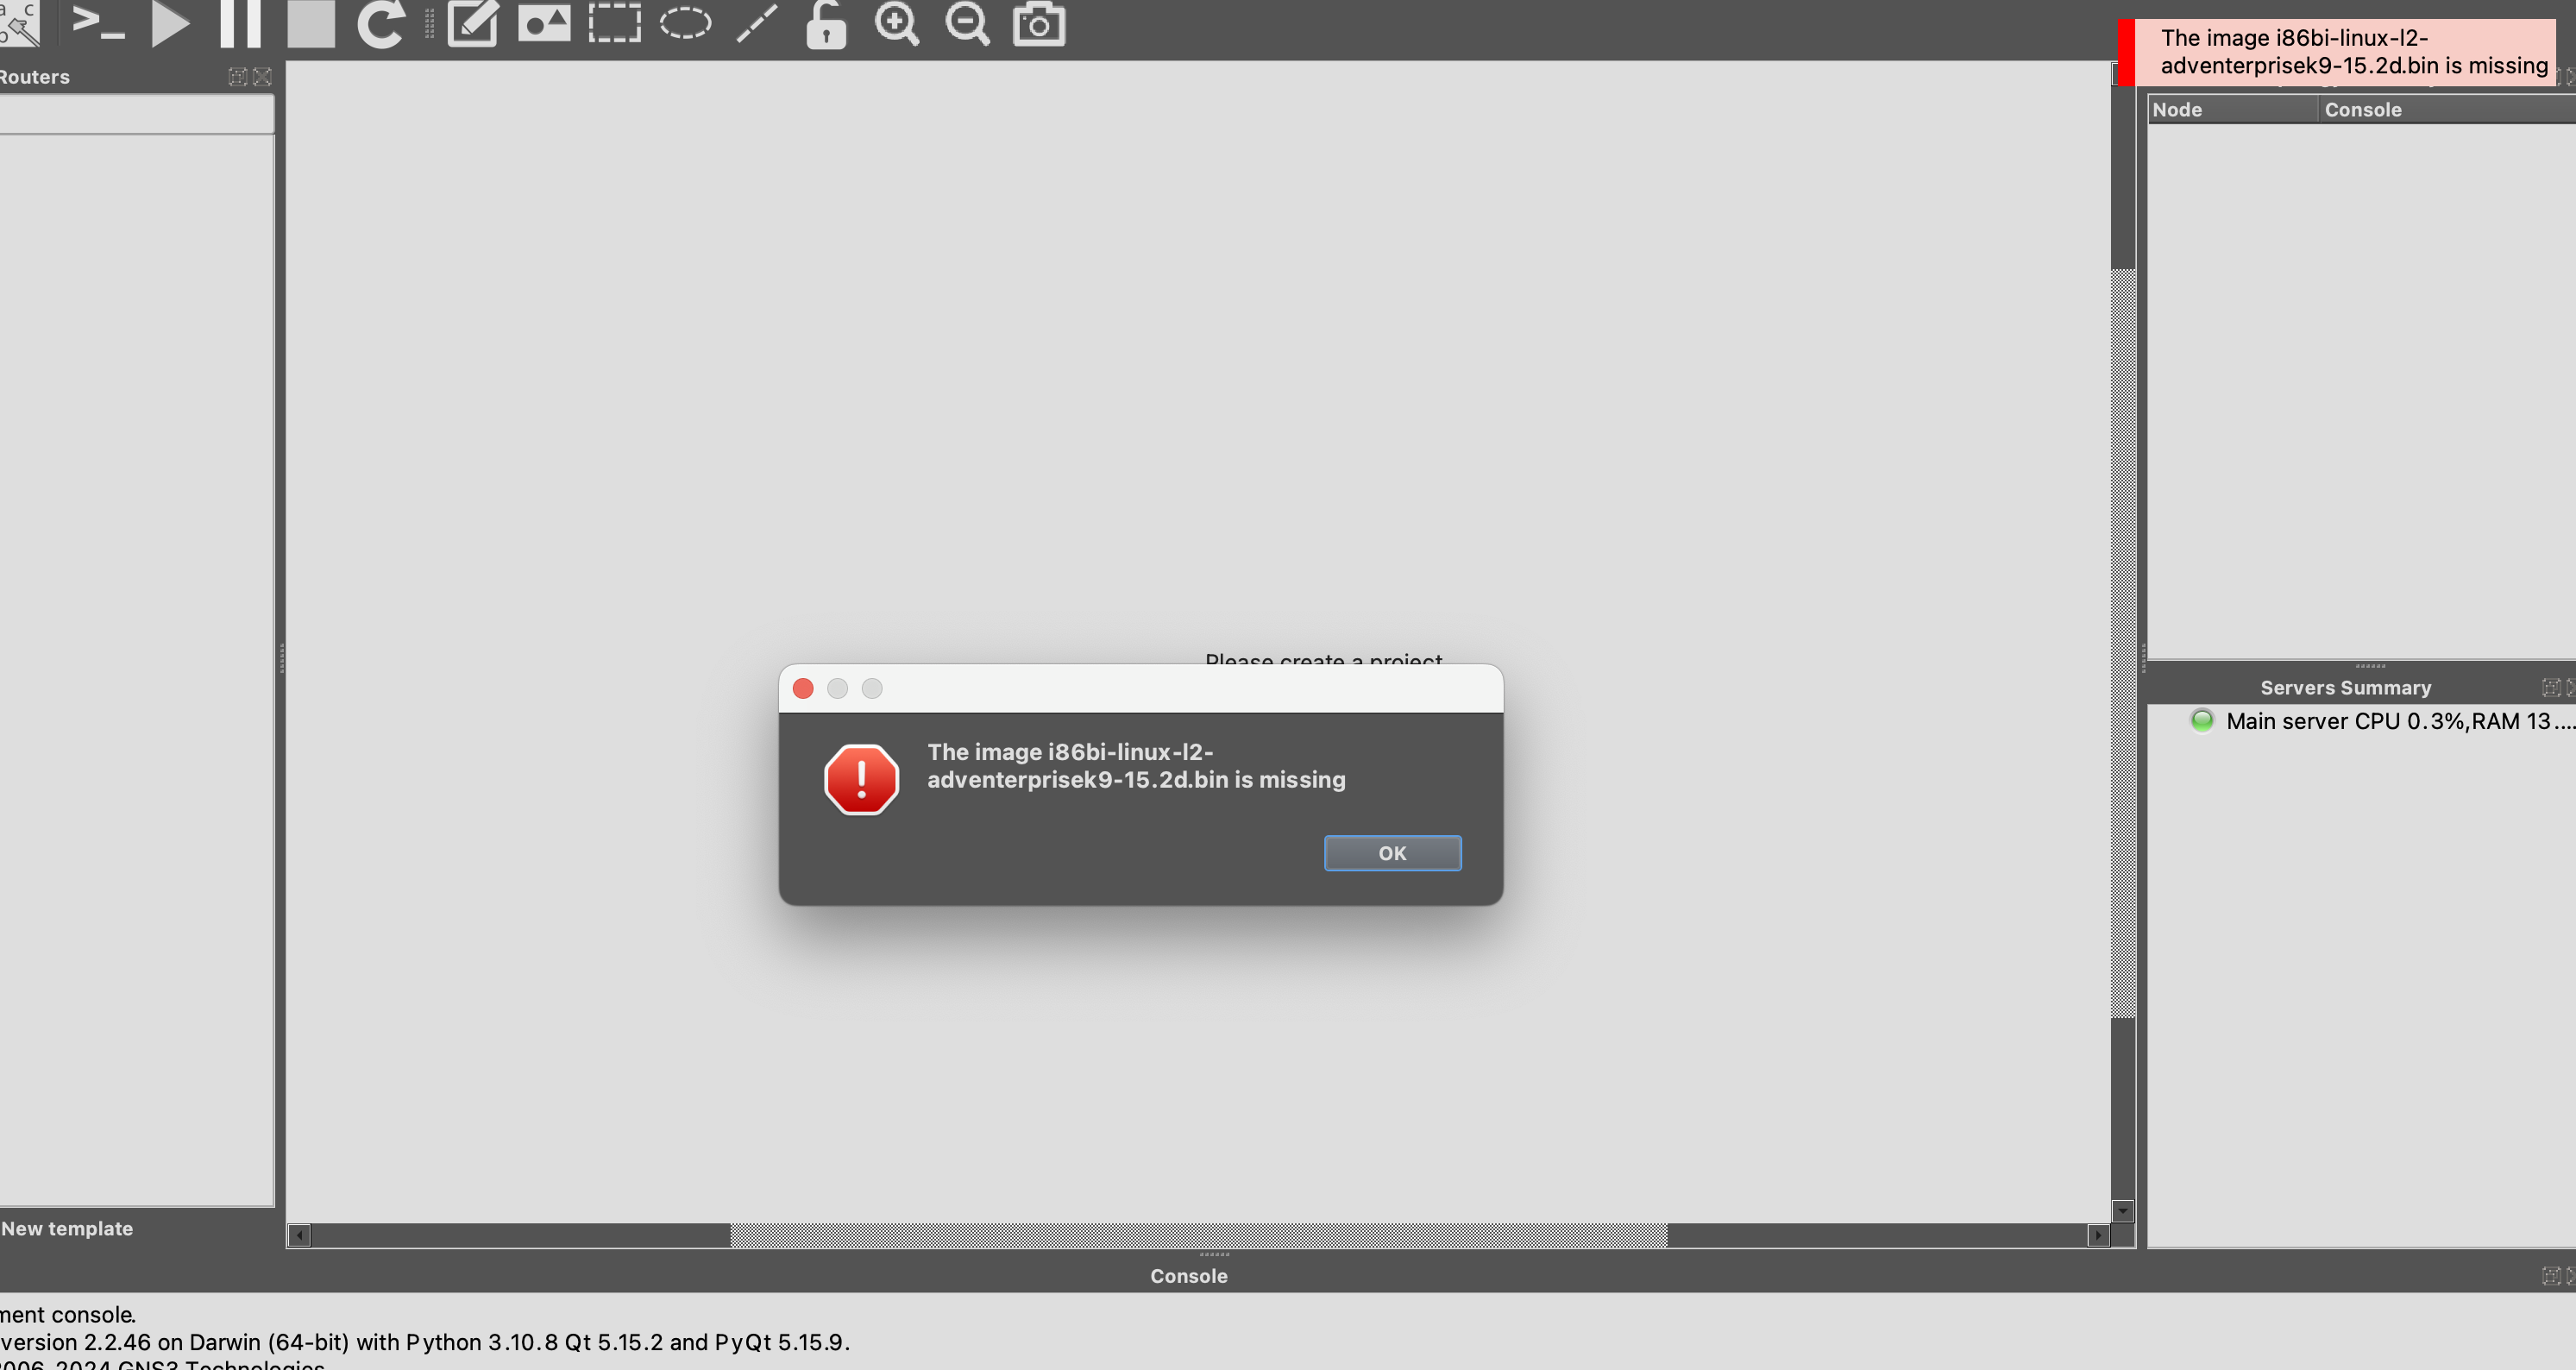 a c
b
The image i86bi-linux-l2-
adventerprisek9-15.2d.bin is missing
Routers
Node Console
Please create a project
The image i86bi-linux-l2-
adventerprisek9-15.2d.bin is missing
OK
Servers Summary
Main server CPU 0.3%,RAM 13....
New template
Console
ment console.
version 2.2.46 on Darwin (64-bit) with Python 3.10.8 Qt 5.15.2 and PyQt 5.15.9.
2006-2024 GNS3 Technologies